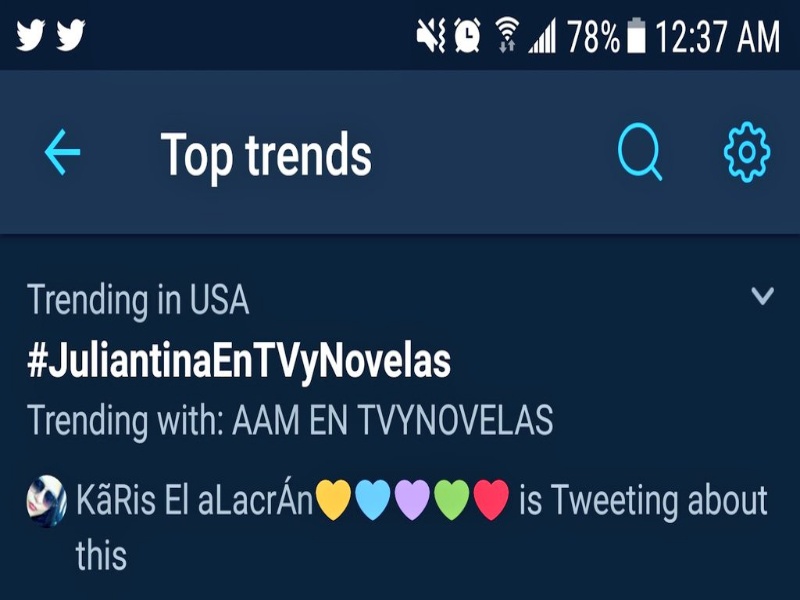 78% 12:37 AM
Top trends
Trending in USA
#JuliantinaEnTVyNovelas
Trending with: AAM EN TVYNOVELAS
KãRis El aLacrÁn💛💙💜💚❤️ is Tweeting about
this